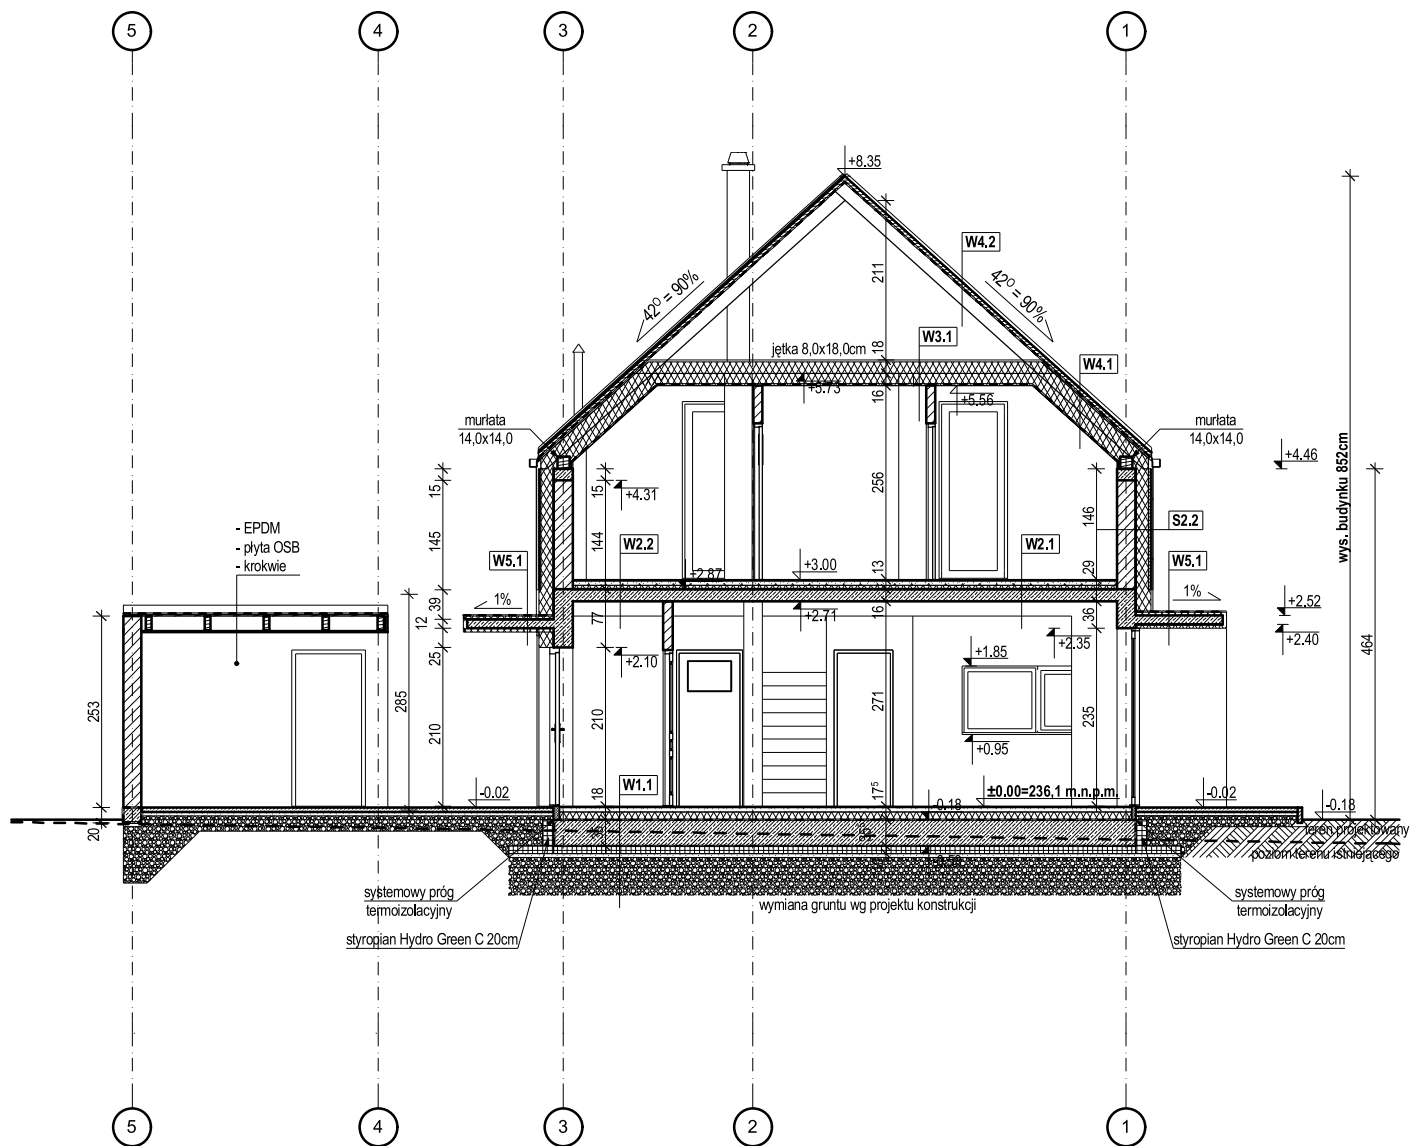 5
4
3
2
1
+8.35
W4.2
211
42⁰ = 90%
42⁰ = 90%
W3.1
jętka 8,0x18,0cm
18
W4.1
+5.73
16
+5.56
murłata
14,0x14,0
murłata
14,0x14,0
wys. budynku 852cm
+4.46
15
15
+4.31
256
146
S2.2
- EPDM
- płyta OSB
- krokwie
145
144
W5.1
W2.2
W2.1
W5.1
+2.87
+3.00
13
29
1%
1%
39
12
77
+2.71
16
36
+2.52
+2.40
+2.35
464
25
+2.10
+1.85
253
285
210
210
271
235
+0.95
W1.1
18
17⁵
±0.00=236,1 m.n.p.m.
-0.02
-0.02
-0.18
-0.18
20
teren projektowany
poziom terenu istniejącego
systemowy próg
termoizolacyjny
wymiana gruntu wg projektu konstrukcji
systemowy próg
termoizolacyjny
styropian Hydro Green C 20cm
styropian Hydro Green C 20cm
5
4
3
2
1